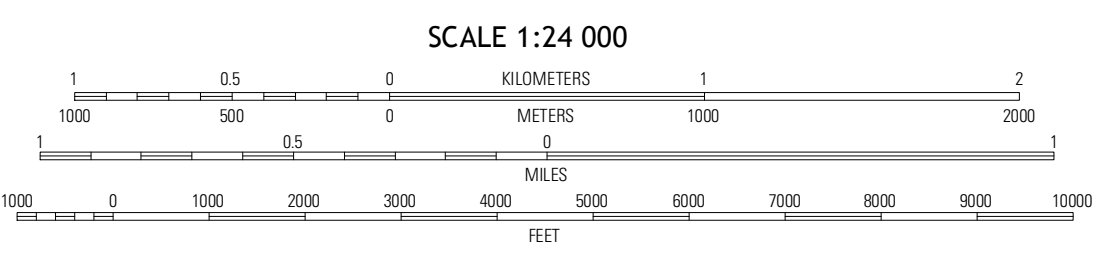 SCALE 1:24 000
1 0.5 0 KILOMETERS 1 2
1000 500 0 METERS 1000 2000
1 0.5 0 1
MILES
1000 0 1000 2000 3000 4000 5000 6000 7000 8000 9000 10000
FEET